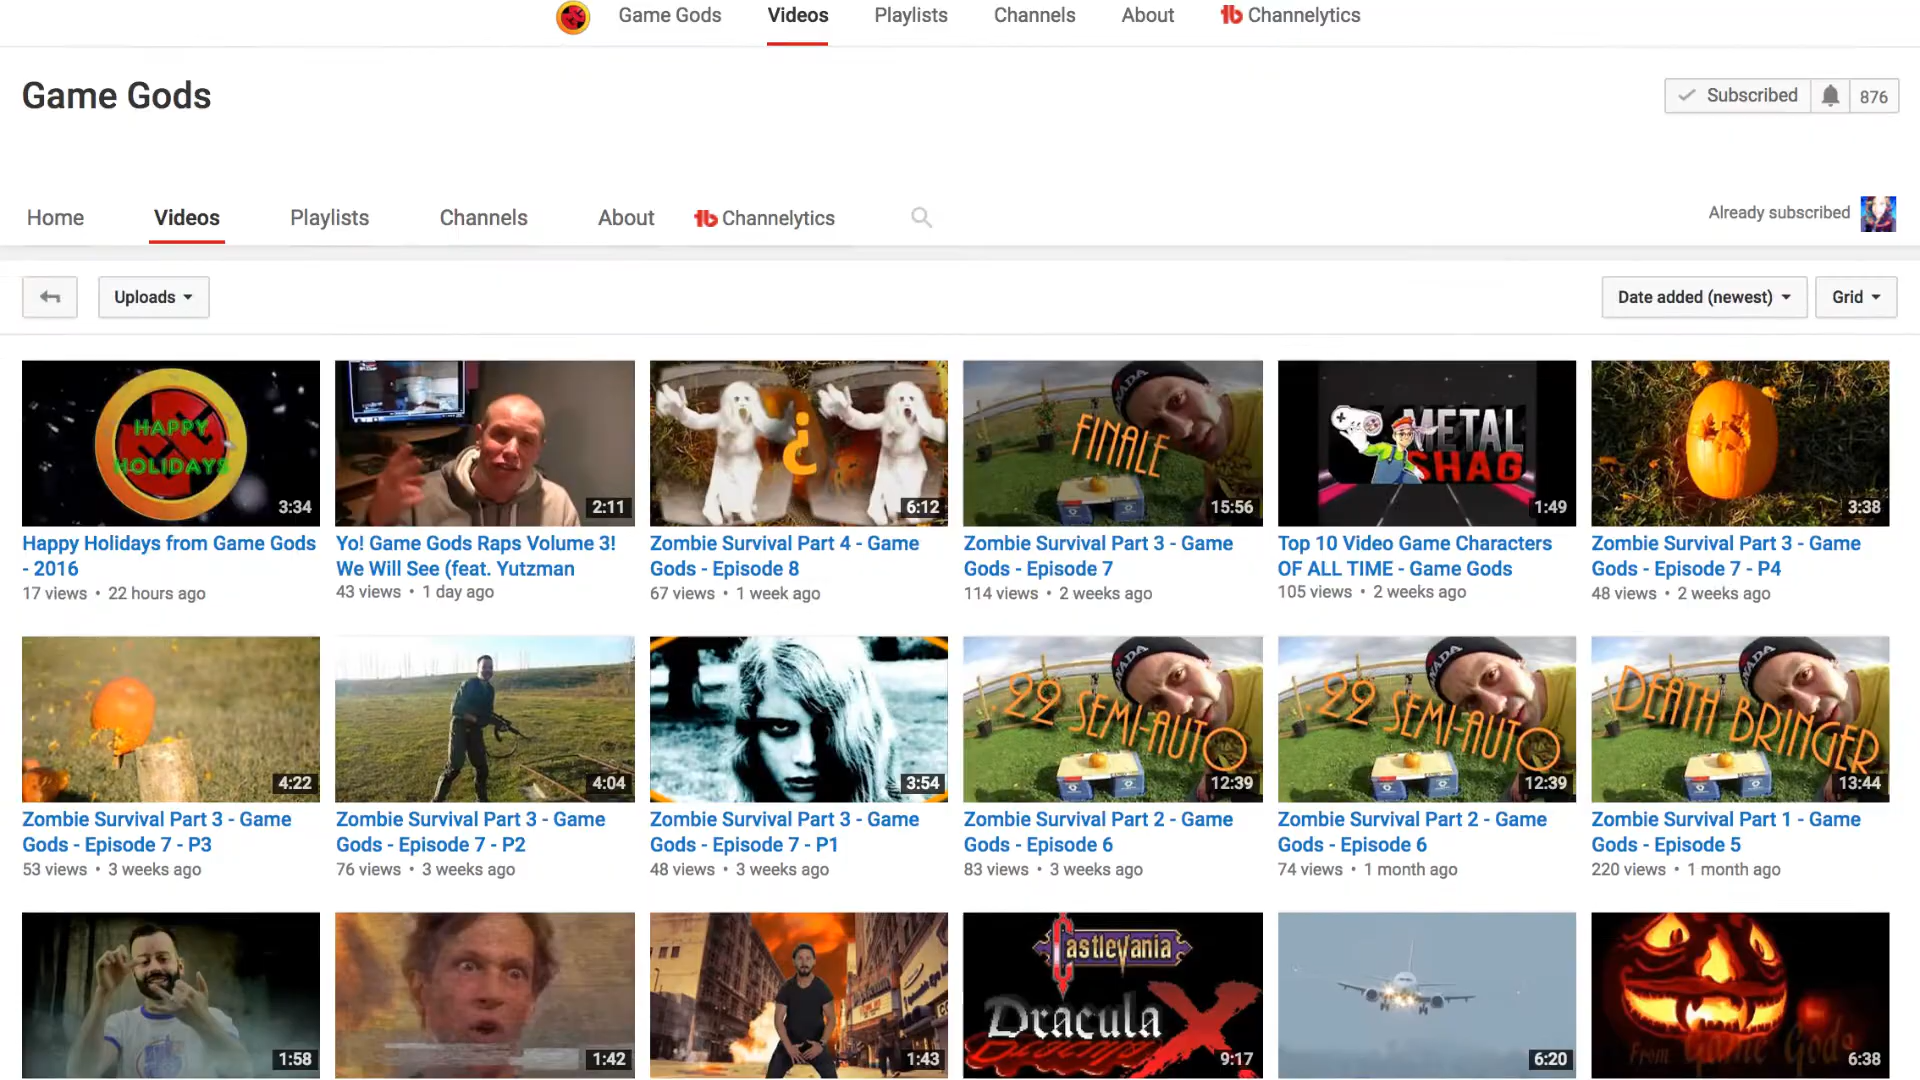 Game Gods
Videos
Playlists
Channels
About
Channelytics
Game Gods
Subscribed
876
Home
Videos
Playlists
Channels
About
Channelytics
Already subscribed
Uploads
Date added (newest)
Grid
HAPPY
HOLIDAYS
3:34
2:11
¿
6:12
FINALE
15:56
METAL
SHAG
1:49
3:38
Happy Holidays from Game Gods
- 2016
17 views • 22 hours ago
Yo! Game Gods Raps Volume 3!
We Will See (feat. Yutzman
43 views • 1 day ago
Zombie Survival Part 4 - Game
Gods - Episode 8
67 views • 1 week ago
Zombie Survival Part 3 - Game
Gods - Episode 7
114 views • 2 weeks ago
Top 10 Video Game Characters
OF ALL TIME - Game Gods
105 views • 2 weeks ago
Zombie Survival Part 3 - Game
Gods - Episode 7 - P4
48 views • 2 weeks ago
4:22
4:04
3:54
NADA
.22 SEMI-AUTO
12:39
NADA
.22 SEMI-AUTO
12:39
NADA
DEATH BRINGER
13:44
Zombie Survival Part 3 - Game
Gods - Episode 7 - P3
53 views • 3 weeks ago
Zombie Survival Part 3 - Game
Gods - Episode 7 - P2
76 views • 3 weeks ago
Zombie Survival Part 3 - Game
Gods - Episode 7 - P1
48 views • 3 weeks ago
Zombie Survival Part 2 - Game
Gods - Episode 6
83 views • 3 weeks ago
Zombie Survival Part 2 - Game
Gods - Episode 6
74 views • 1 month ago
Zombie Survival Part 1 - Game
Gods - Episode 5
220 views • 1 month ago
1:58
1:42
1:43
Castlevania
Dracula X
9:17
6:20
From Game Gods
6:38